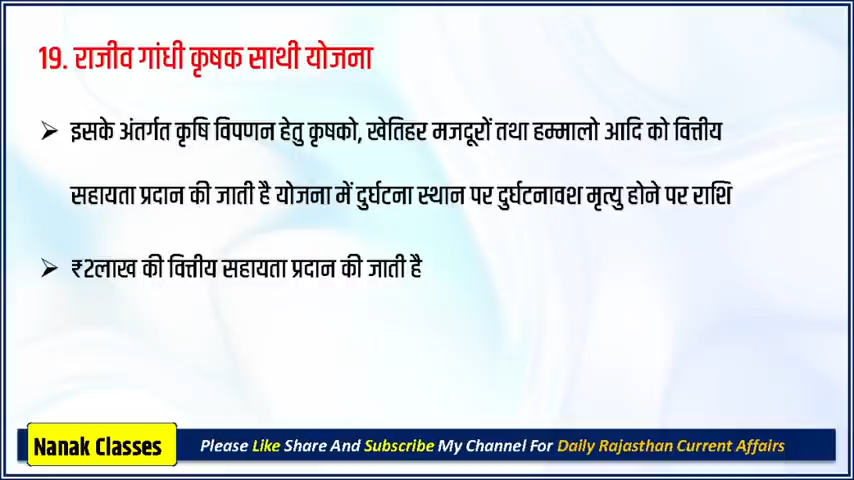 19. राजीव गांधी कृषक साथी योजना
➢ इसके अंतर्गत कृषि विपणन हेतु कृषको, खेतिहर मजदूरों तथा हम्मालो आदि को वित्तीय
सहायता प्रदान की जाती है योजना में दुर्घटना स्थान पर दुर्घटनावश मृत्यु होने पर राशि
➢ ₹2लाख की वित्तीय सहायता प्रदान की जाती है
Nanak Classes
Please Like Share And Subscribe My Channel For Daily Rajasthan Current Affairs